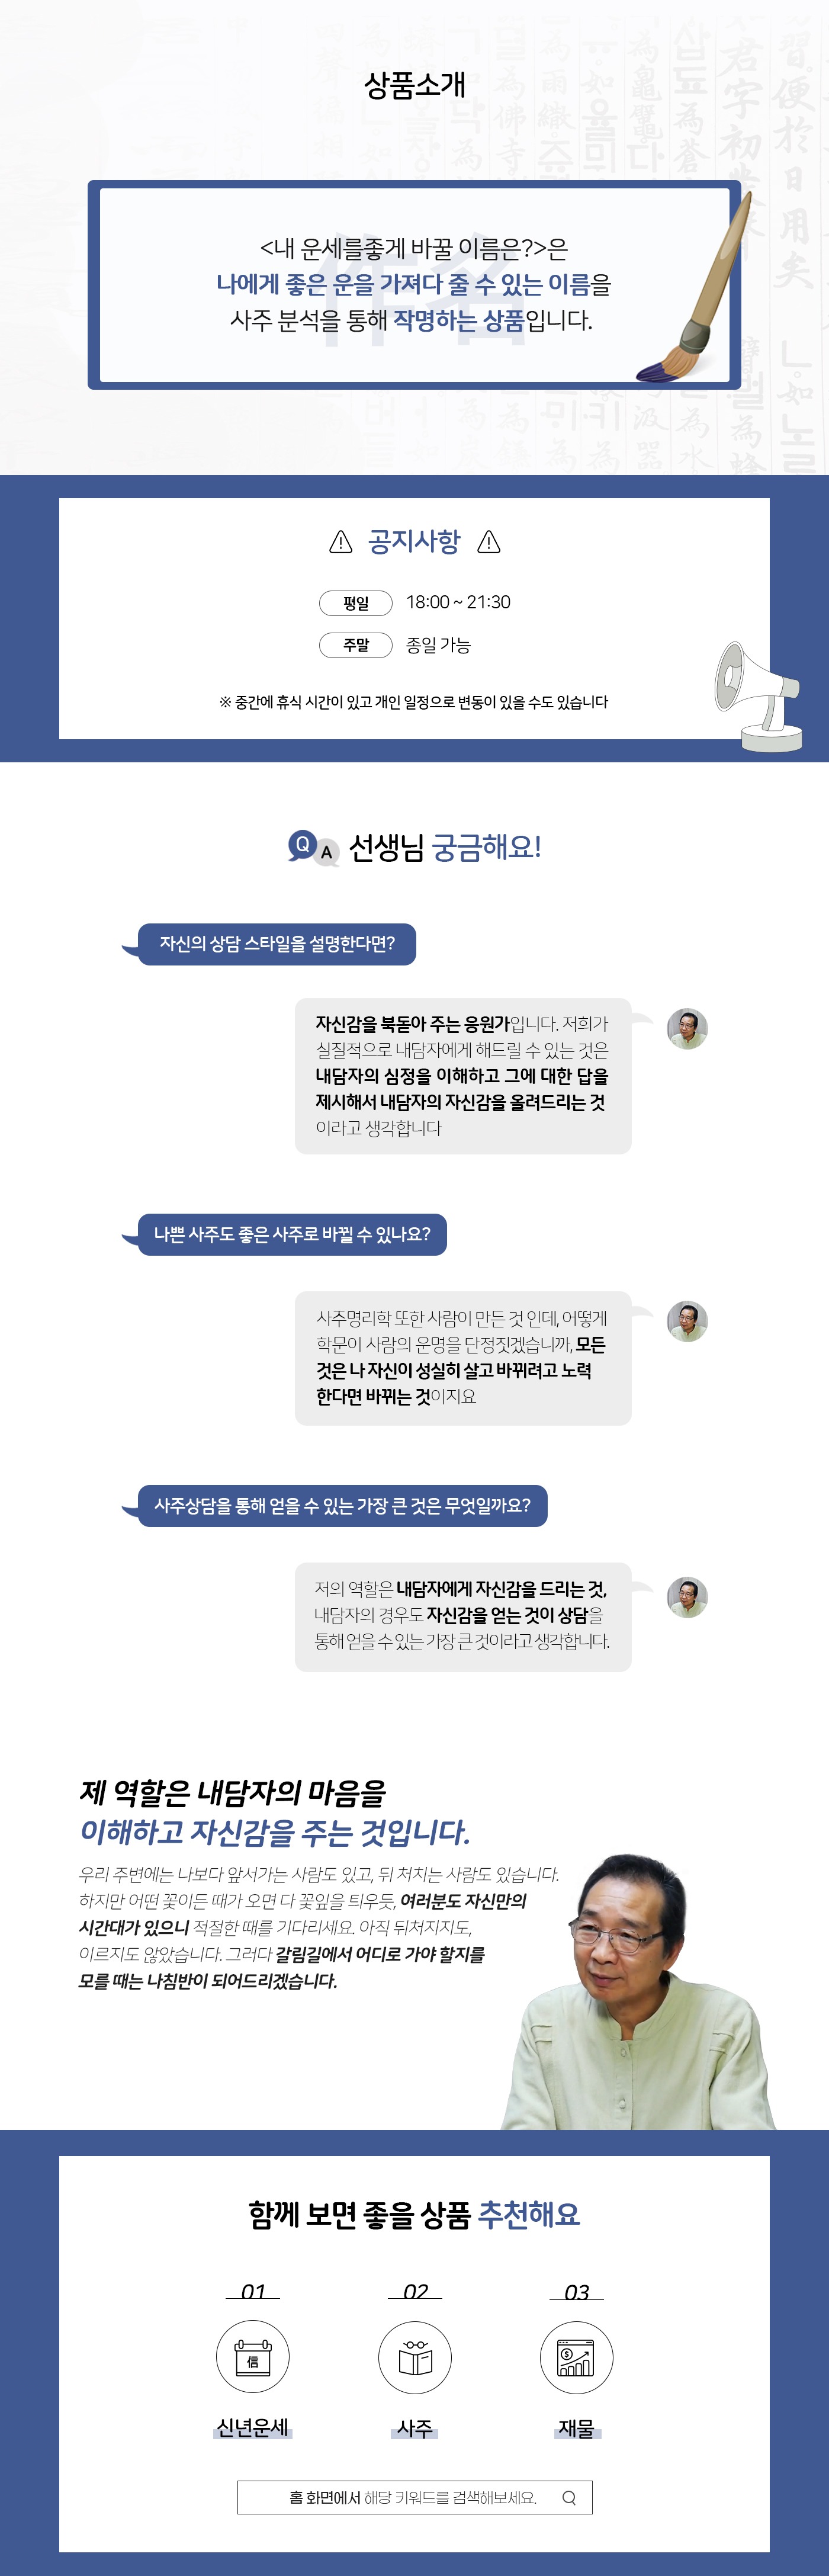 상품소개
<내 운세를좋게 바꿀 이름은?>은
나에게 좋은 운을 가져다 줄 수 있는 이름을
사주 분석을 통해 작명하는 상품입니다.
作名
공지사항
평일 18:00 ~ 21:30
주말 종일 가능
※ 중간에 휴식 시간이 있고 개인 일정으로 변동이 있을 수도 있습니다
Q A 선생님 궁금해요!
자신의 상담 스타일을 설명한다면?
자신감을 북돋아 주는 응원가입니다. 저희가
실질적으로 내담자에게 해드릴 수 있는 것은
내담자의 심정을 이해하고 그에 대한 답을
제시해서 내담자의 자신감을 올려드리는 것
이라고 생각합니다
나쁜 사주도 좋은 사주로 바뀔 수 있나요?
사주명리학 또한 사람이 만든 것 인데, 어떻게
학문이 사람의 운명을 단정짓겠습니까, 모든
것은 나 자신이 성실히 살고 바뀌려고 노력
한다면 바뀌는 것이지요
사주상담을 통해 얻을 수 있는 가장 큰 것은 무엇일까요?
저의 역할은 내담자에게 자신감을 드리는 것,
내담자의 경우도 자신감을 얻는 것이 상담을
통해 얻을 수 있는 가장 큰 것이라고 생각합니다.
제 역할은 내담자의 마음을
이해하고 자신감을 주는 것입니다.
우리 주변에는 나보다 앞서가는 사람도 있고, 뒤 처치는 사람도 있습니다.
하지만 어떤 꽃이든 때가 오면 다 꽃잎을 틔우듯, 여러분도 자신만의
시간대가 있으니 적절한 때를 기다리세요. 아직 뒤처지지도,
이르지도 않았습니다. 그러다 갈림길에서 어디로 가야 할지를
모를 때는 나침반이 되어드리겠습니다.
함께 보면 좋을 상품 추천해요
01 02 03
信
신년운세 사주 재물
홈 화면에서 해당 키워드를 검색해보세요.